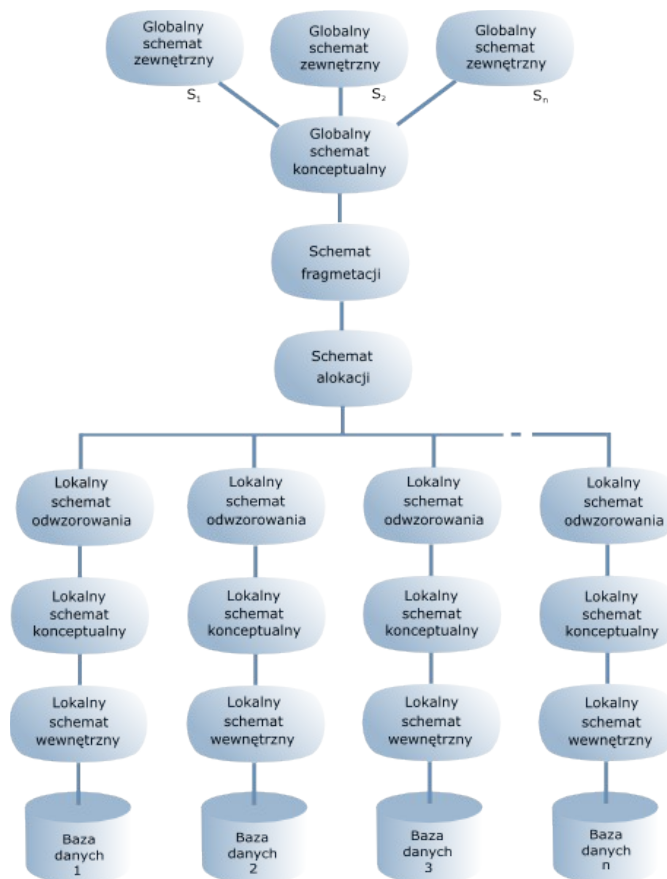 Globalny
schemat
zewnętrzny
S1
Globalny
schemat
zewnętrzny
S2
Globalny
schemat
zewnętrzny
Sn
Globalny
schemat
konceptualny
Schemat
fragmetacji
Schemat
alokacji
Lokalny
schemat
odwzorowania
Lokalny
schemat
odwzorowania
Lokalny
schemat
odwzorowania
Lokalny
schemat
odwzorowania
Lokalny
schemat
konceptualny
Lokalny
schemat
konceptualny
Lokalny
schemat
konceptualny
Lokalny
schemat
konceptualny
Lokalny
schemat
wewnętrzny
Lokalny
schemat
wewnętrzny
Lokalny
schemat
wewnętrzny
Lokalny
schemat
wewnętrzny
Baza
danych
1
Baza
danych
2
Baza
danych
3
Baza
danych
n